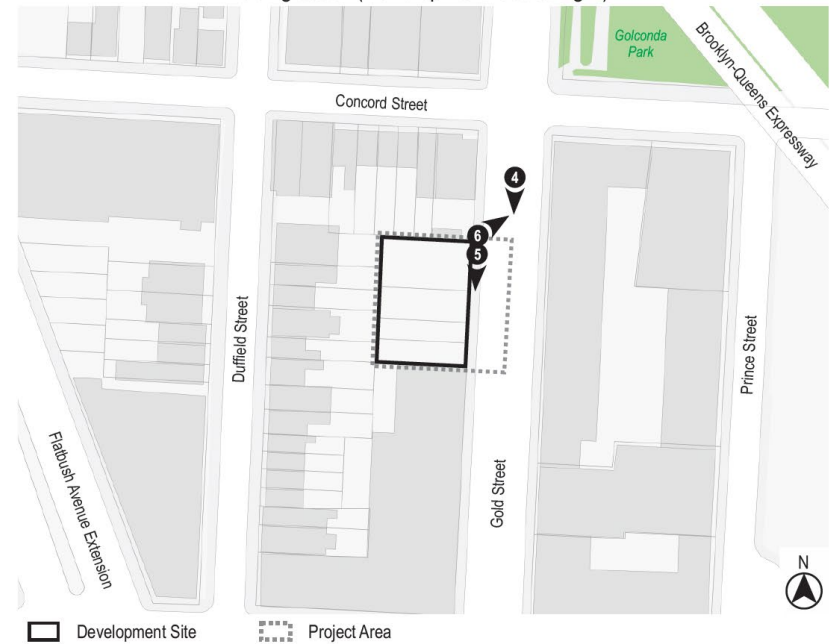 Golconda
Park
Brooklyn-Queens Expressway
Concord Street
4
6
5
Duffield Street
Prince Street
Gold Street
Flatbush Avenue Extension
N
Development Site
Project Area